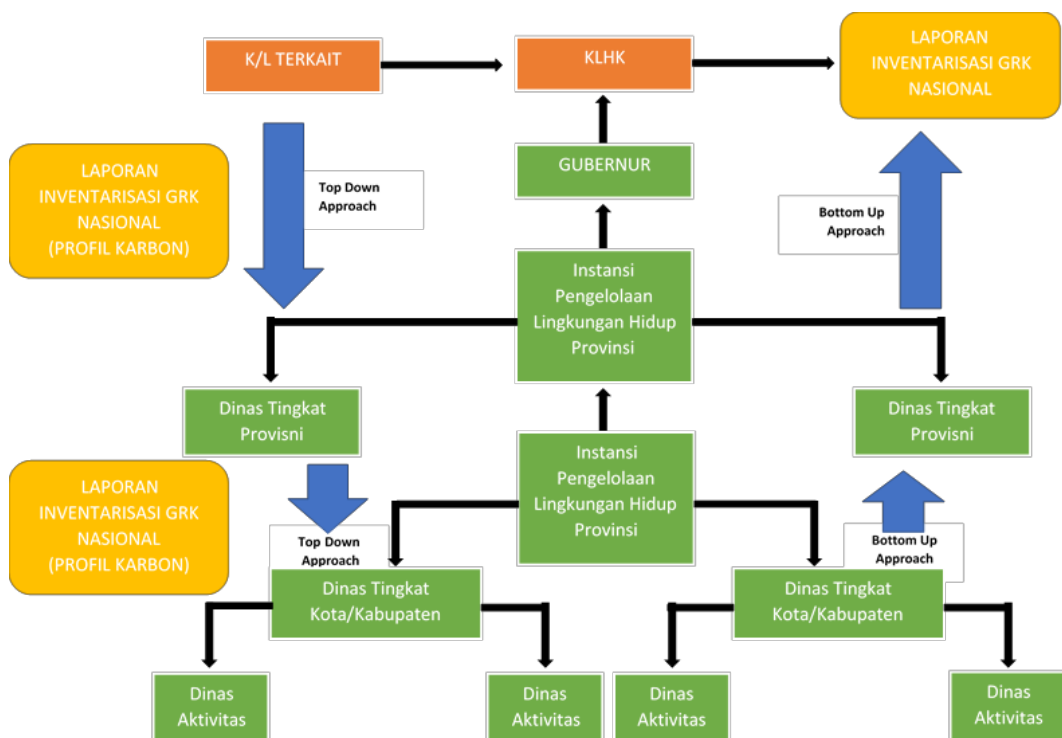 K/L TERKAIT
KLHK
LAPORAN
INVENTARISASI GRK
NASIONAL
LAPORAN
INVENTARISASI GRK
NASIONAL
(PROFIL KARBON)
Top Down
Approach
GUBERNUR
Bottom Up
Approach
Instansi
Pengelolaan
Lingkungan Hidup
Provinsi
Dinas Tingkat
Provisni
Dinas Tingkat
Provisni
LAPORAN
INVENTARISASI GRK
NASIONAL
(PROFIL KARBON)
Instansi
Pengelolaan
Lingkungan Hidup
Provinsi
Top Down
Approach
Bottom Up
Approach
Dinas Tingkat
Kota/Kabupaten
Dinas Tingkat
Kota/Kabupaten
Dinas
Aktivitas
Dinas
Aktivitas
Dinas
Aktivitas
Dinas
Aktivitas